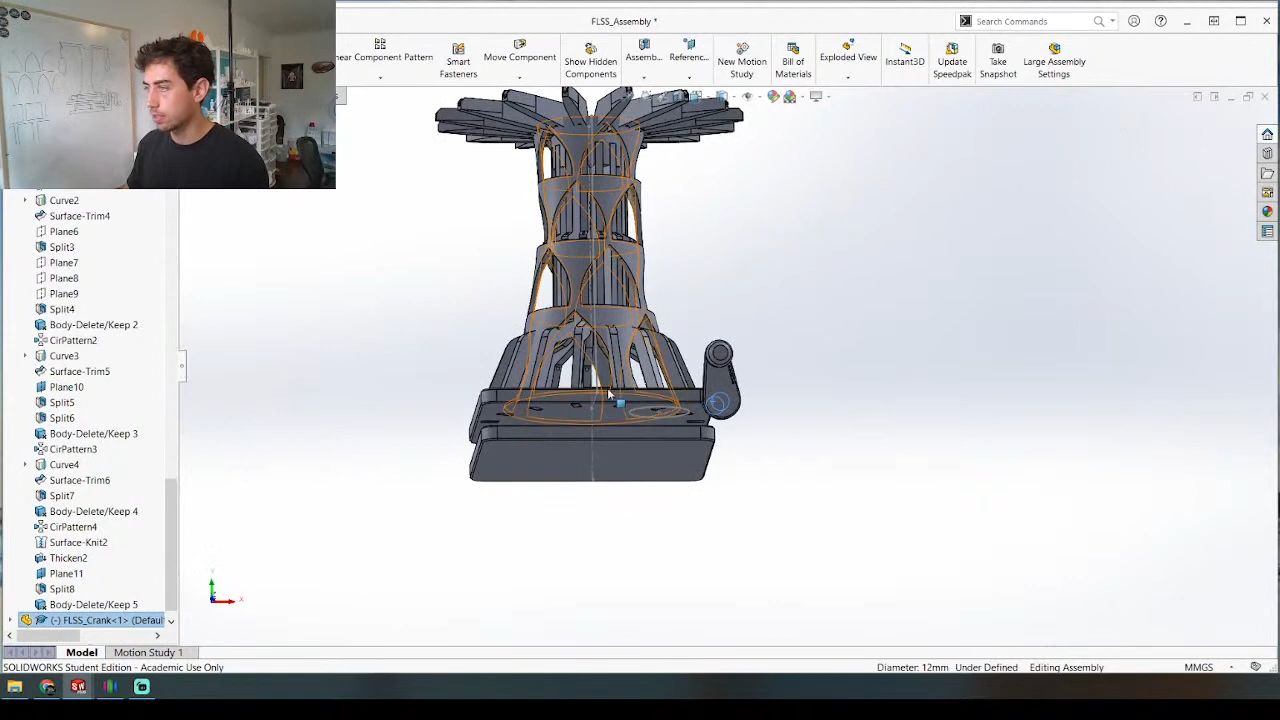 FLSS_Assembly *
Search Commands
near Component Pattern
Smart Fasteners
Move Component
Show Hidden Components
Assemb...
Referenc...
New Motion Study
Bill of Materials
Exploded View
Instant3D
Update Speedpak
Take Snapshot
Large Assembly Settings
Curve2
Surface-Trim4
Plane6
Split3
Plane7
Plane8
Plane9
Split4
Body-Delete/Keep 2
CirPattern2
Curve3
Surface-Trim5
Plane10
Split5
Split6
Body-Delete/Keep 3
CirPattern3
Curve4
Surface-Trim6
Split7
Body-Delete/Keep 4
CirPattern4
Surface-Knit2
Thicken2
Plane11
Split8
Body-Delete/Keep 5
(-) FLSS_Crank<1> (Defaul
Y
X
Model Motion Study 1
SOLIDWORKS Student Edition - Academic Use Only
Diameter: 12mm Under Defined Editing Assembly MMGS